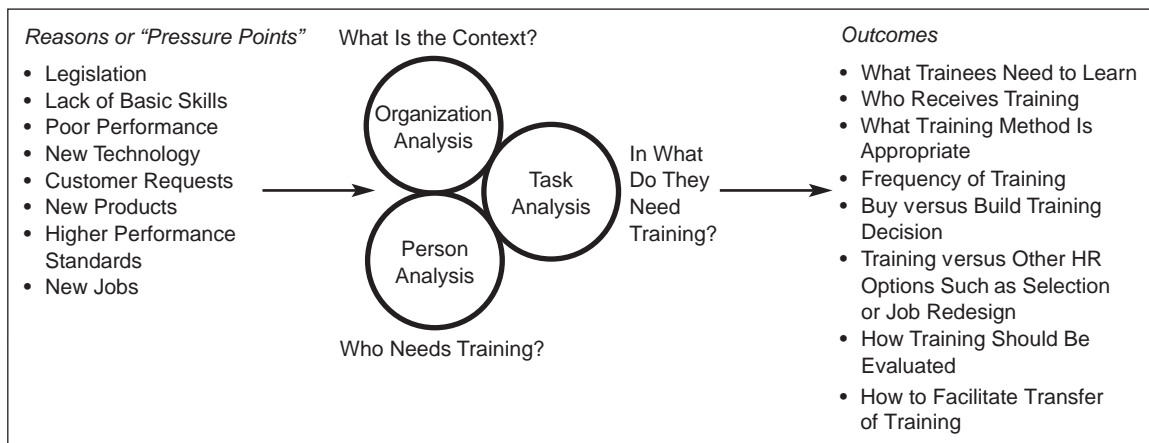 Reasons or “Pressure Points”
• Legislation
• Lack of Basic Skills
• Poor Performance
• New Technology
• Customer Requests
• New Products
• Higher Performance
Standards
• New Jobs
What Is the Context?
Organization
Analysis
Task
Analysis
Person
Analysis
Who Needs Training?
In What
Do They
Need
Training?
Outcomes
• What Trainees Need to Learn
• Who Receives Training
• What Training Method Is
Appropriate
• Frequency of Training
• Buy versus Build Training
Decision
• Training versus Other HR
Options Such as Selection
or Job Redesign
• How Training Should Be
Evaluated
• How to Facilitate Transfer
of Training